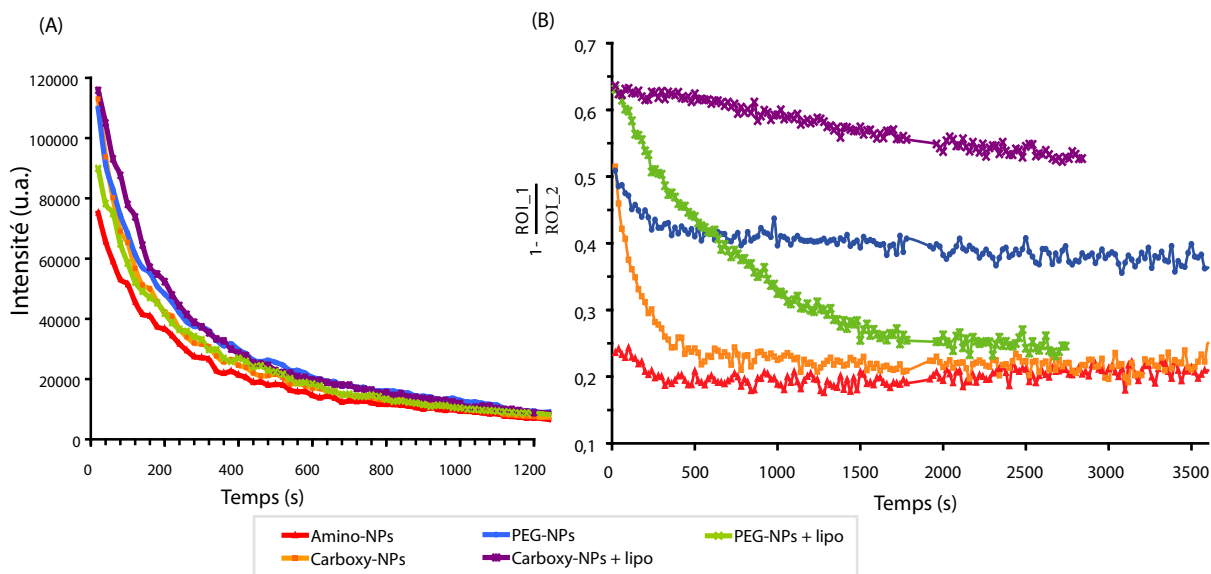 (A)
120000
100000
80000
60000
40000
20000
0
Intensité (u.a.)
0 200 400 600 800 1000 1200
Temps (s)
(B)
0,7
0,6
0,5
0,4
0,3
0,2
0,1
1- ROI_1
ROI_2
0 500 1000 1500 2000 2500 3000 3500
Temps (s)
Amino-NPs PEG-NPs PEG-NPs + lipo
Carboxy-NPs Carboxy-NPs + lipo